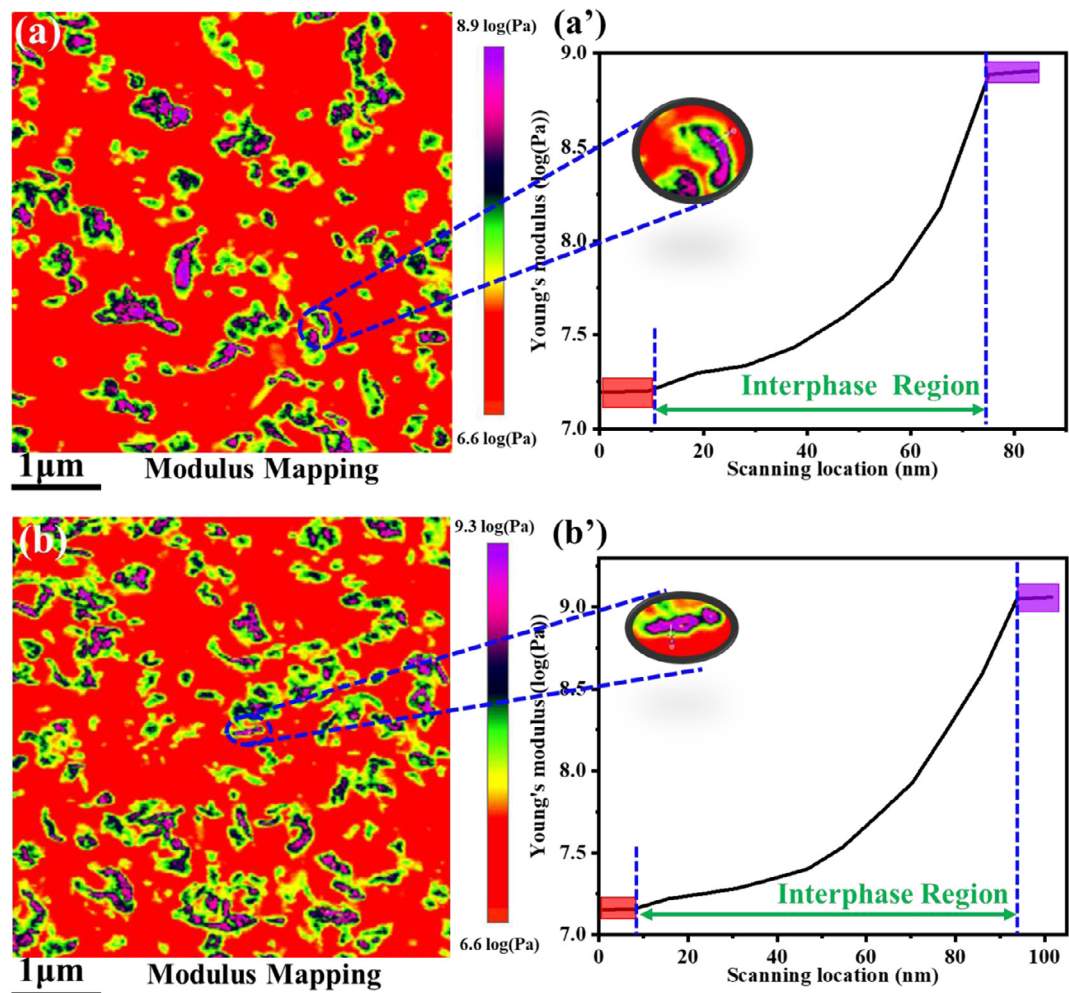 (a)
8.9 log(Pa)
6.6 log(Pa)
1μm
Modulus Mapping
(a’)
9.0
8.5
8.0
7.5
7.0
Young's modulus (log(Pa))
Interphase Region
0
20
40
60
80
Scanning location (nm)
(b)
9.3 log(Pa)
6.6 log(Pa)
1μm
Modulus Mapping
(b’)
9.0
8.5
8.0
7.5
7.0
Young's modulus (log(Pa))
Interphase Region
0
20
40
60
80
100
Scanning location (nm)